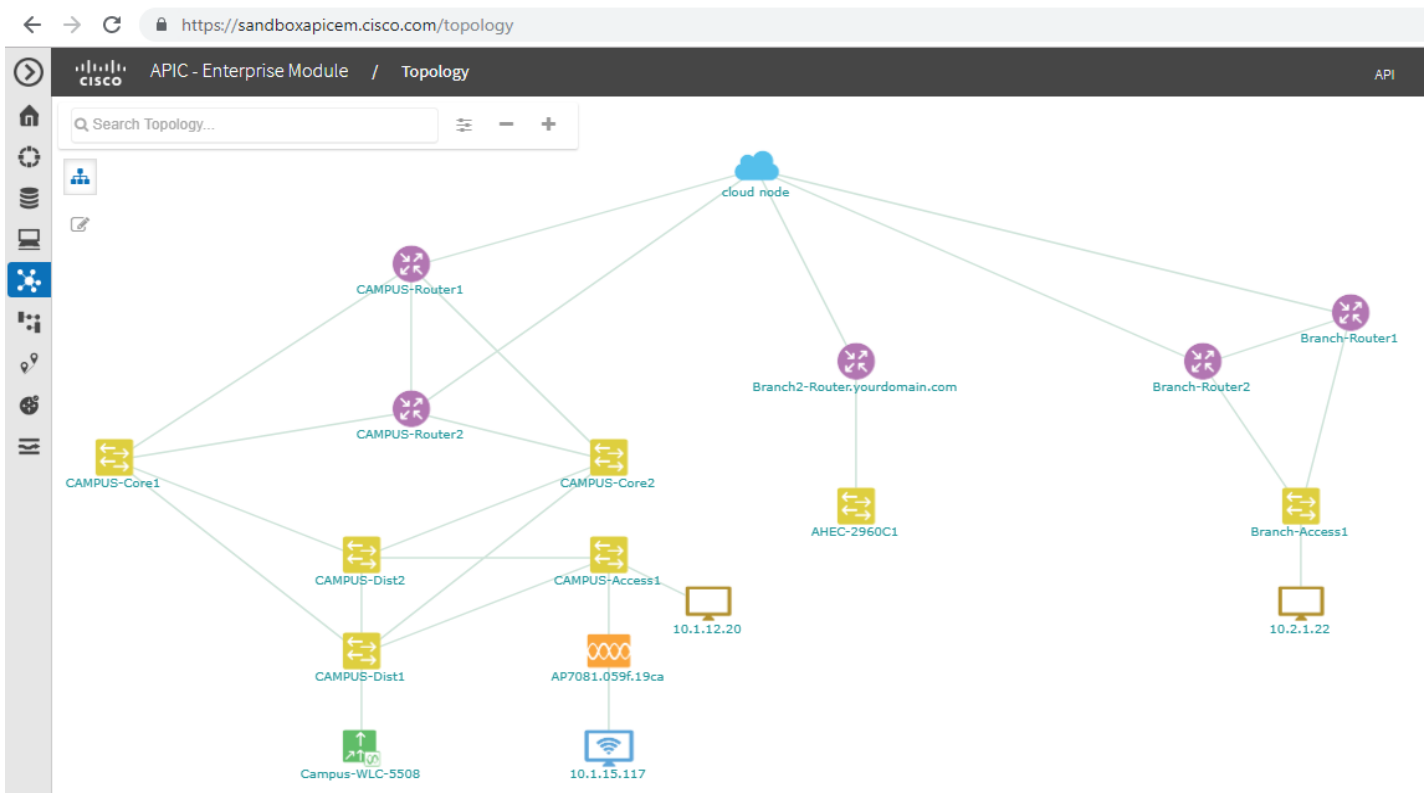 https://sandboxapicem.cisco.com/topology
CISCO APIC - Enterprise Module / Topology API
Search Topology...
cloud node
CAMPUS-Router1
Branch-Router1
Branch2-Router.yourdomain.com
Branch-Router2
CAMPUS-Router2
CAMPUS-Core1
CAMPUS-Core2
AHEC-2960C1
Branch-Access1
CAMPUS-Dist2
CAMPUS-Access1
10.1.12.20
10.2.1.22
CAMPUS-Dist1
AP7081.059f.19ca
Campus-WLC-5508
10.1.15.117